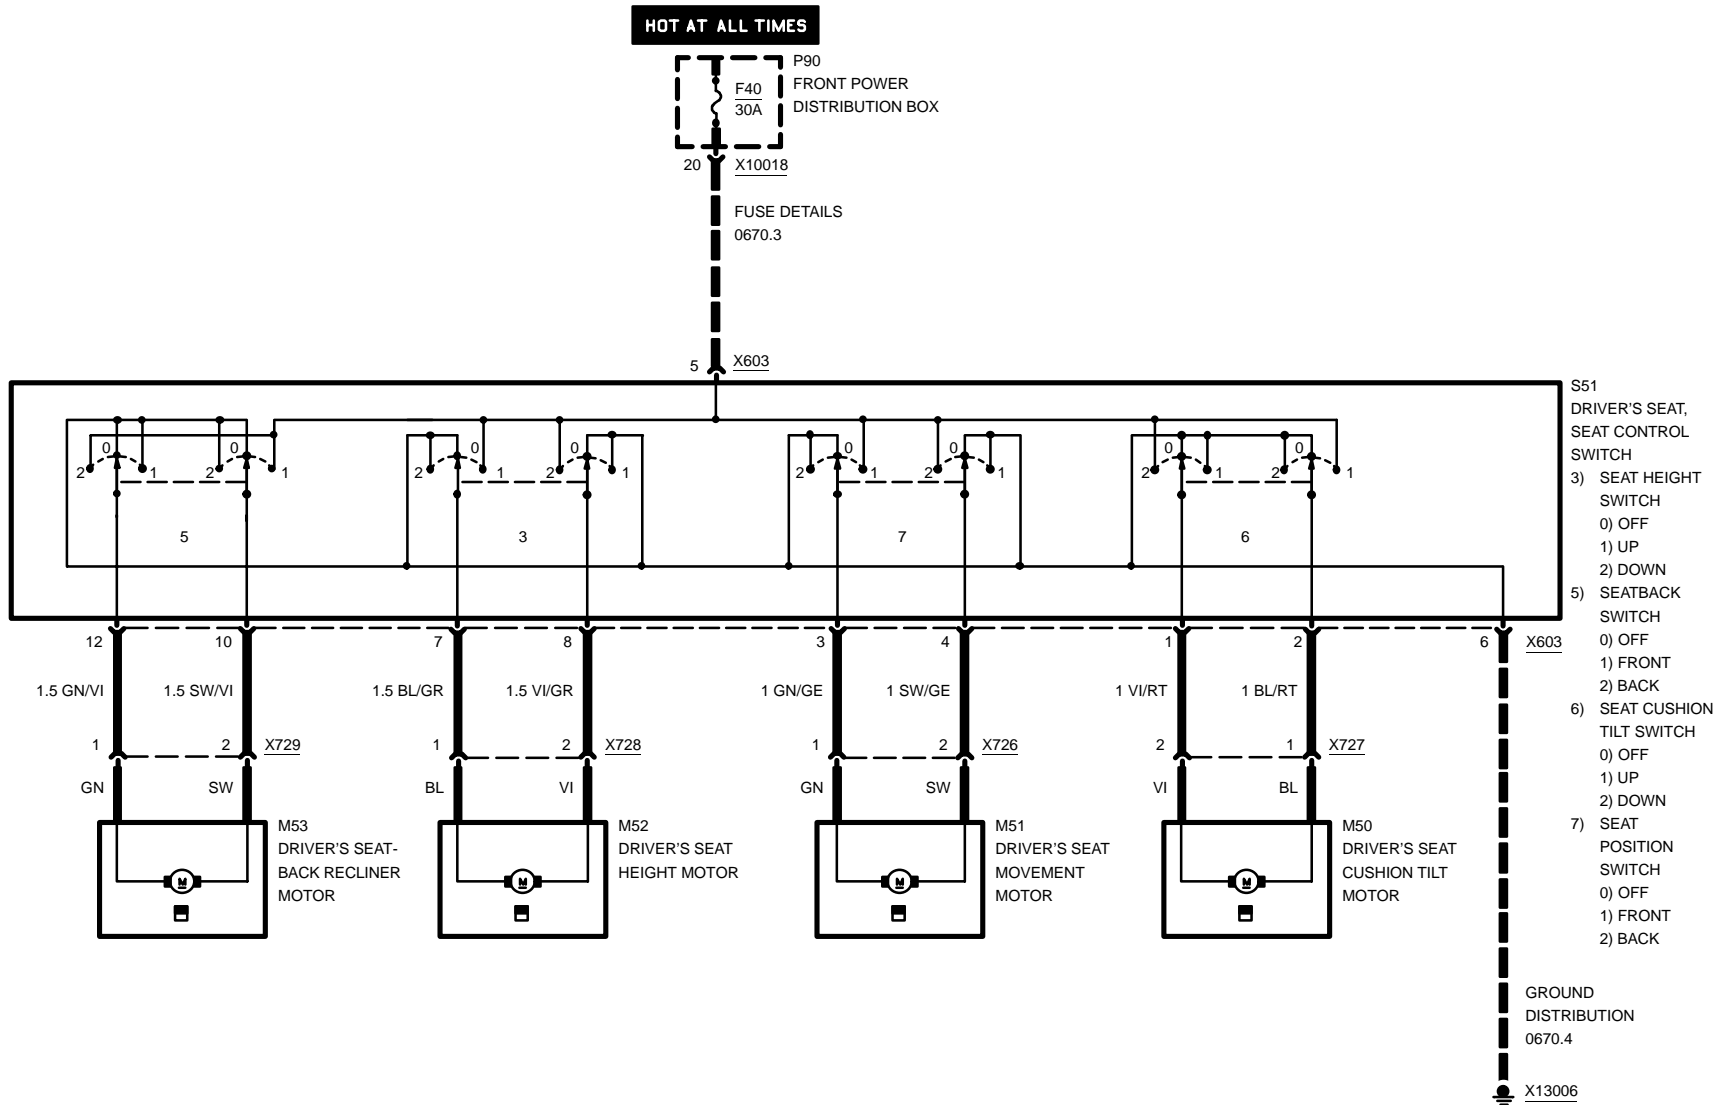 HOT AT ALL TIMES
P90
FRONT POWER
DISTRIBUTION BOX
F40
30A
20 X10018
FUSE DETAILS
0670.3
5 X603
S51
DRIVER'S SEAT,
SEAT CONTROL
SWITCH
3) SEAT HEIGHT
SWITCH
0) OFF
1) UP
2) DOWN
5) SEATBACK
SWITCH
0) OFF
1) FRONT
2) BACK
6) SEAT CUSHION
TILT SWITCH
0) OFF
1) UP
2) DOWN
7) SEAT
POSITION
SWITCH
0) OFF
1) FRONT
2) BACK
0 0 0 0 0 0 0 0
2 1 2 1 2 1 2 1 2 1 2 1 2 1 2 1
5 3 7 6
12 10 7 8 3 4 1 2 6 X603
1.5 GN/VI 1.5 SW/VI 1.5 BL/GR 1.5 VI/GR 1 GN/GE 1 SW/GE 1 VI/RT 1 BL/RT
1 2 X729 1 2 X728 1 2 X726 2 1 X727
GN SW BL VI GN SW VI BL
M53
DRIVER'S SEAT-
BACK RECLINER
MOTOR
M
M52
DRIVER'S SEAT
HEIGHT MOTOR
M
M51
DRIVER'S SEAT
MOVEMENT
MOTOR
M
M50
DRIVER'S SEAT
CUSHION TILT
MOTOR
M
GROUND
DISTRIBUTION
0670.4
X13006